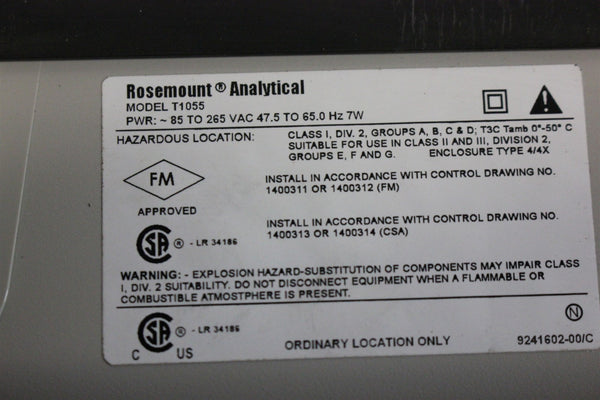 Rosemount ® Analytical
MODEL T1055
PWR: ~ 85 TO 265 VAC 47.5 TO 65.0 Hz 7W
HAZARDOUS LOCATION: CLASS I, DIV. 2, GROUPS A, B, C & D; T3C Tamb 0°-50° C
SUITABLE FOR USE IN CLASS II AND III, DIVISION 2,
GROUPS E, F AND G. ENCLOSURE TYPE 4/4X
FM
APPROVED
INSTALL IN ACCORDANCE WITH CONTROL DRAWING NO.
1400311 OR 1400312 (FM)
SA ® - LR 34186
INSTALL IN ACCORDANCE WITH CONTROL DRAWING NO.
1400313 OR 1400314 (CSA)
WARNING: - EXPLOSION HAZARD-SUBSTITUTION OF COMPONENTS MAY IMPAIR CLASS
I, DIV. 2 SUITABILITY. DO NOT DISCONNECT EQUIPMENT WHEN A FLAMMABLE OR
COMBUSTIBLE ATMOSTPHERE IS PRESENT.
SA ® - LR 34186
C US
ORDINARY LOCATION ONLY
N
9241602-00/C